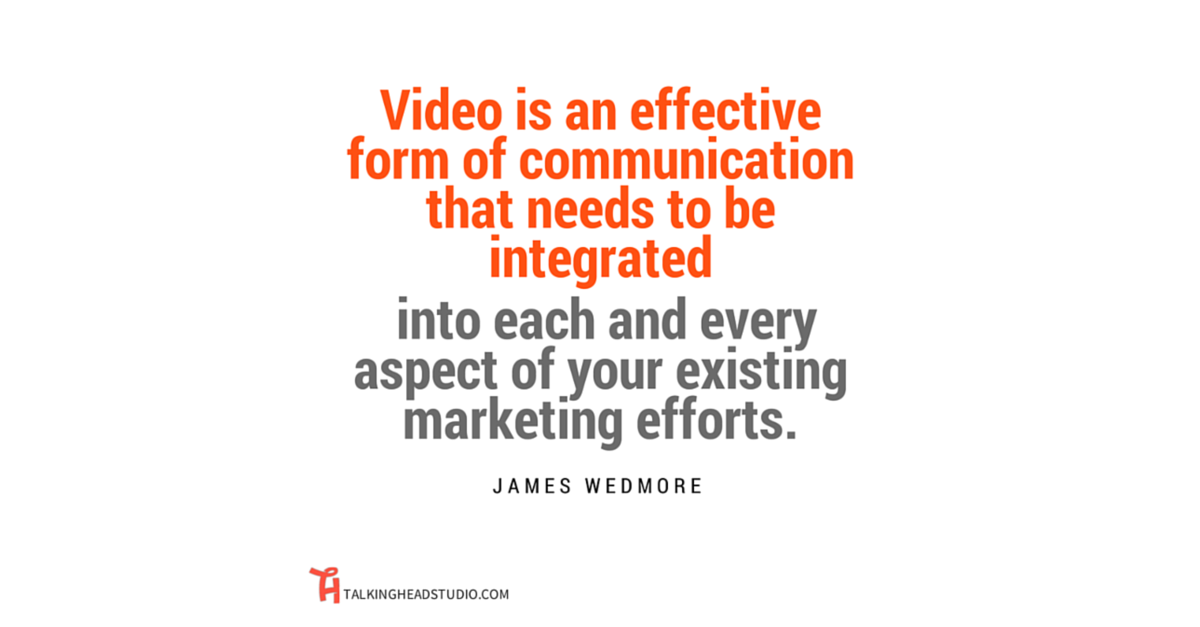 Video is an effective
form of communication
that needs to be
integrated
into each and every
aspect of your existing
marketing efforts.
JAMES WEDMORE
TH TALKINGHEADSTUDIO.COM